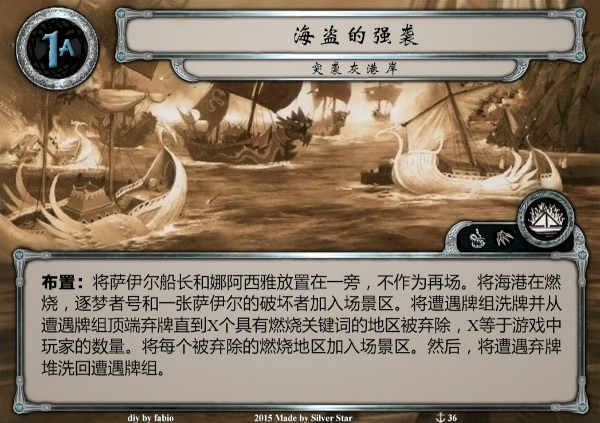 1A
海盗的强袭
突袭灰港岸
布置：将萨伊尔船长和娜阿西雅放置在一旁，不作为再场。将海港在燃
烧，逐梦者号和一张萨伊尔的破坏者加入场景区。将遭遇牌组洗牌并从
遭遇牌组顶端弃牌直到X个具有燃烧关键词的地区被弃除，X等于游戏中
玩家的数量。将每个被弃除的燃烧地区加入场景区。然后，将遭遇弃牌
堆洗回遭遇牌组。
diy by fabio
2015 Made by Silver Star
36